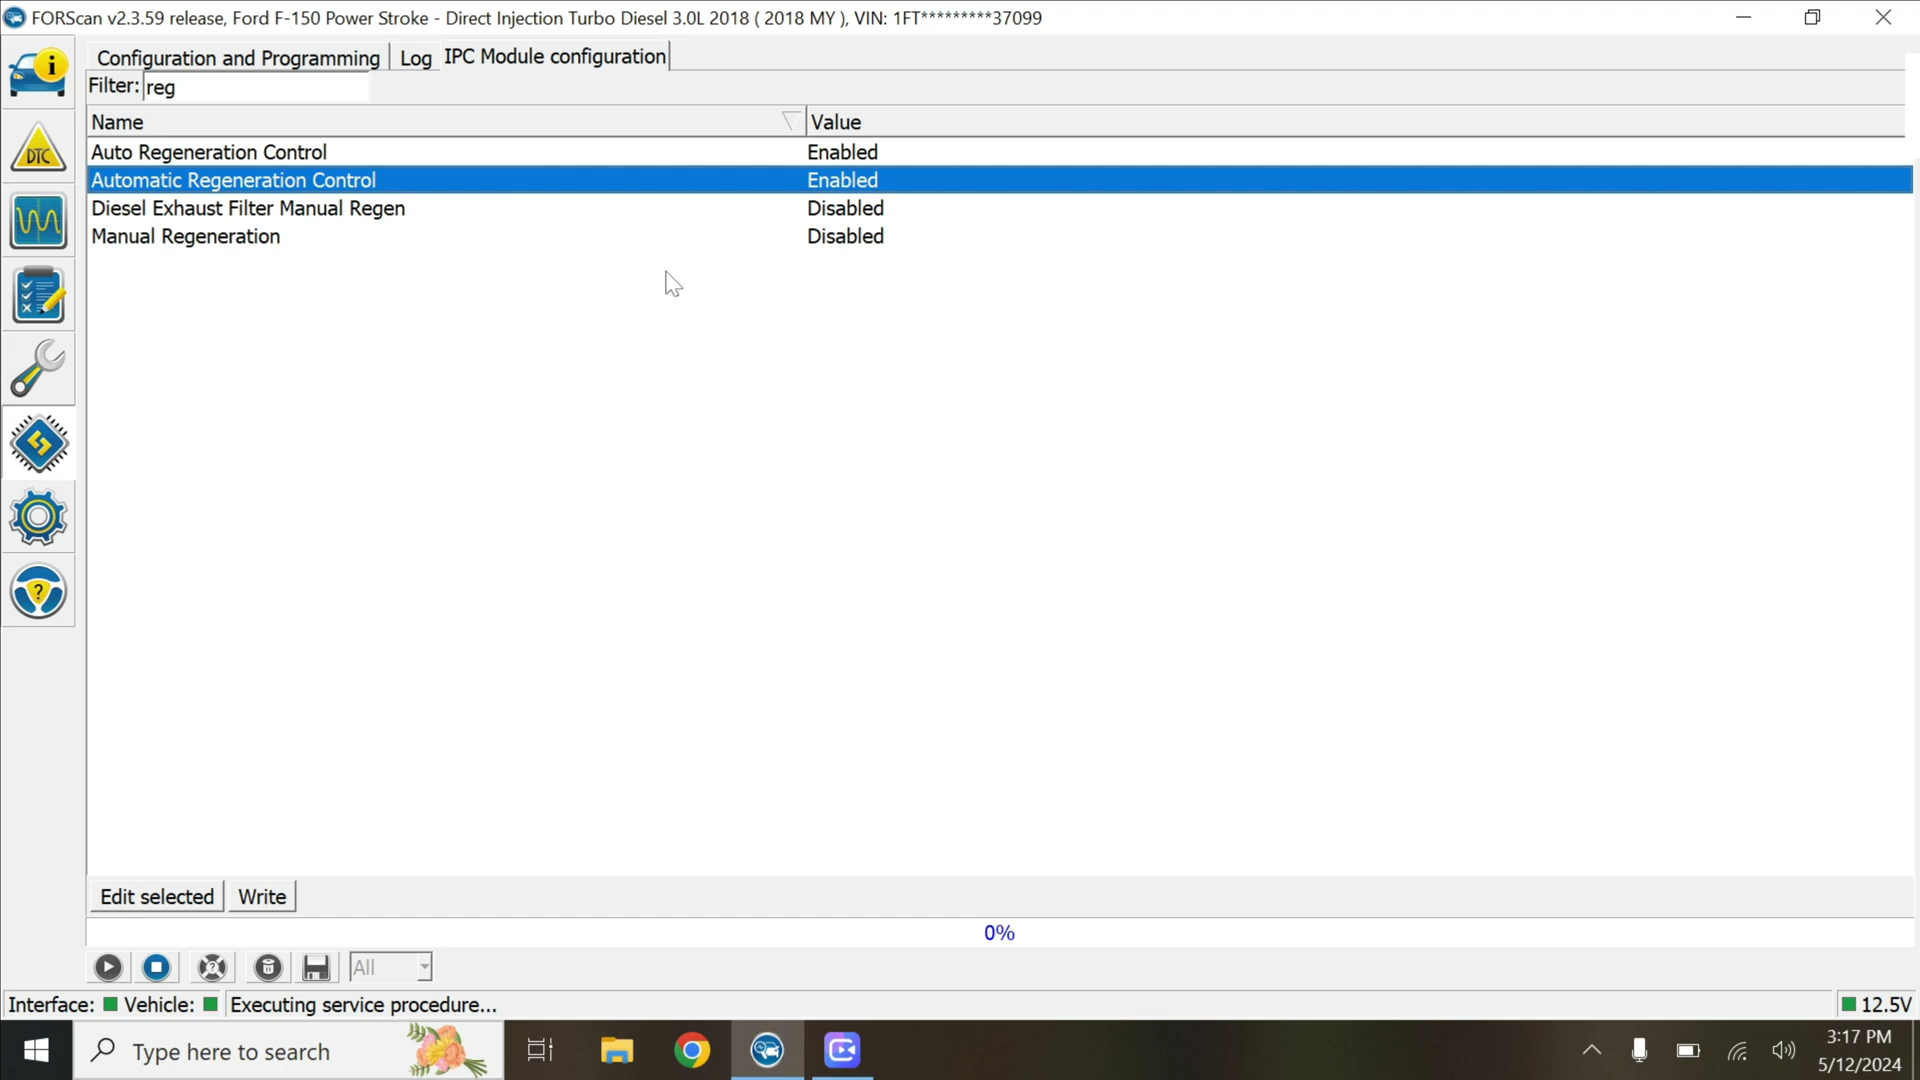 FORScan v2.3.59 release, Ford F-150 Power Stroke - Direct Injection Turbo Diesel 3.0L 2018 ( 2018 MY ), VIN: 1FT*********37099
Configuration and Programming Log IPC Module configuration
Filter: reg
Name Value
Auto Regeneration Control Enabled
Automatic Regeneration Control Enabled
Diesel Exhaust Filter Manual Regen Disabled
Manual Regeneration Disabled
DTC
Edit selected Write
0%
All
Interface: Vehicle: Executing service procedure... 12.5V
Type here to search
3:17 PM
5/12/2024